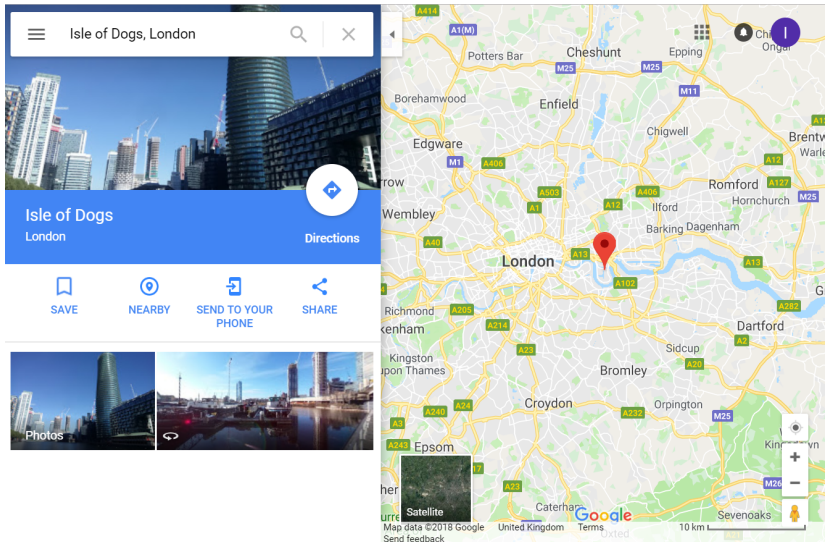 Isle of Dogs, London
Isle of Dogs
London
Directions
SAVE
NEARBY
SEND TO YOUR
PHONE
SHARE
Photos
A414
A1(M)
Potters Bar
Cheshunt
Epping
Ongar
M25
M25
M11
Borehamwood
Enfield
Chigwell
Edgware
M1
A406
A12
Romford
A127
Hornchurch
M25
A503
A406
A1
A12
Ilford
Wembley
Barking
Dagenham
A40
London
A13
A13
A102
A282
Richmond
A205
A214
Dartford
A2
A23
Sidcup
A20
Kingston
upon Thames
Bromley
Croydon
Orpington
A240
A24
A232
M25
A3
A243
Epsom
A23
Sevenoaks
Satellite
Google
Map data ©2018 Google
United Kingdom
Terms
10 km
Send feedback
Oxted
I